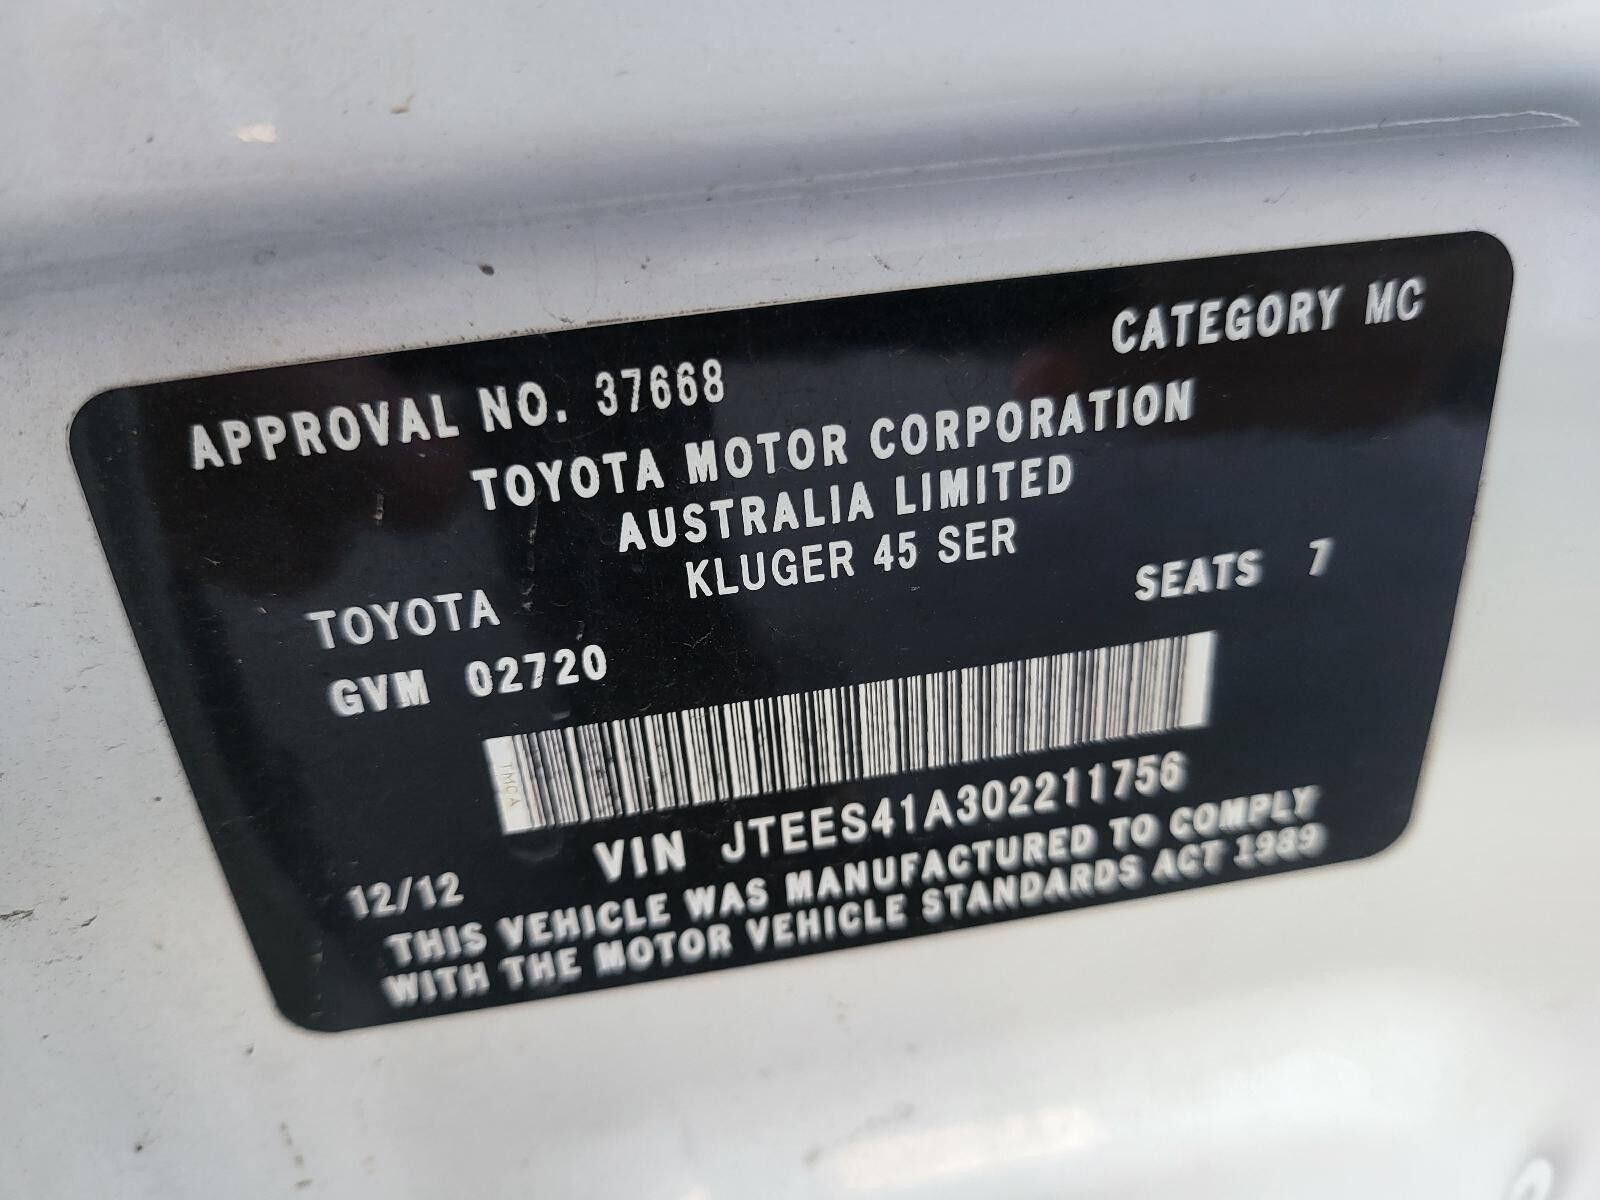 CATEGORY MC
APPROVAL NO. 37668
TOYOTA MOTOR CORPORATION
AUSTRALIA LIMITED
KLUGER 45 SER
TOYOTA
SEATS 7
GVM 02720
TMCA
VIN JTEES41A302211756
12/12
THIS VEHICLE WAS MANUFACTURED TO COMPLY
WITH THE MOTOR VEHICLE STANDARDS ACT 1989